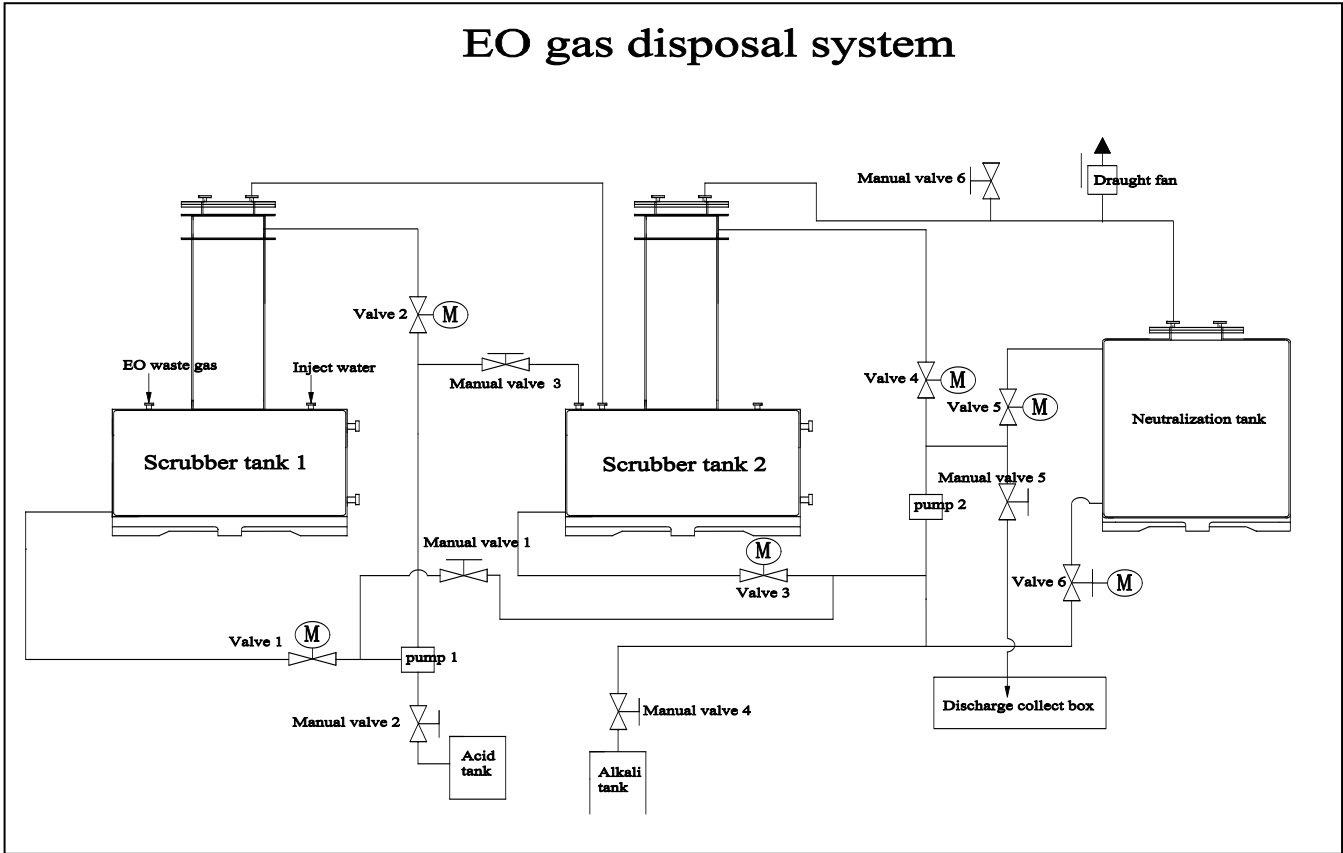 EO gas disposal system
Manual valve 6
Draught fan
Valve 2
M
EO waste gas
Inject water
Manual valve  3
Valve 4
M
Valve 5
M
Neutralization tank
Scrubber tank 1
Scrubber tank 2
Manual valve 5
pump 2
Manual valve 1
M
Valve 3
Valve 6
M
Valve 1
M
pump 1
Manual valve 2
Manual valve 4
Discharge collect box
Acid
tank
Alkali
tank